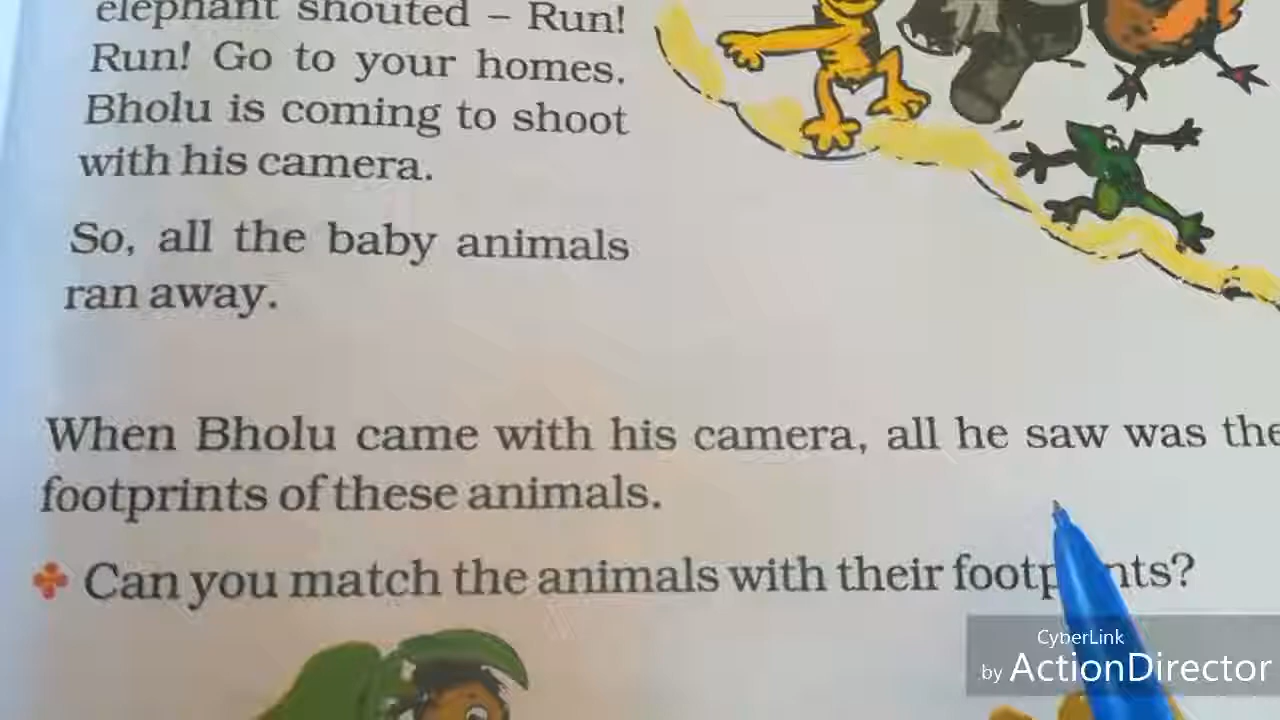 elephant shouted – Run!
Run! Go to your homes.
Bholu is coming to shoot
with his camera.
So, all the baby animals
ran away.
When Bholu came with his camera, all he saw was the
footprints of these animals.
Can you match the animals with their
CyberLink
by ActionDirector